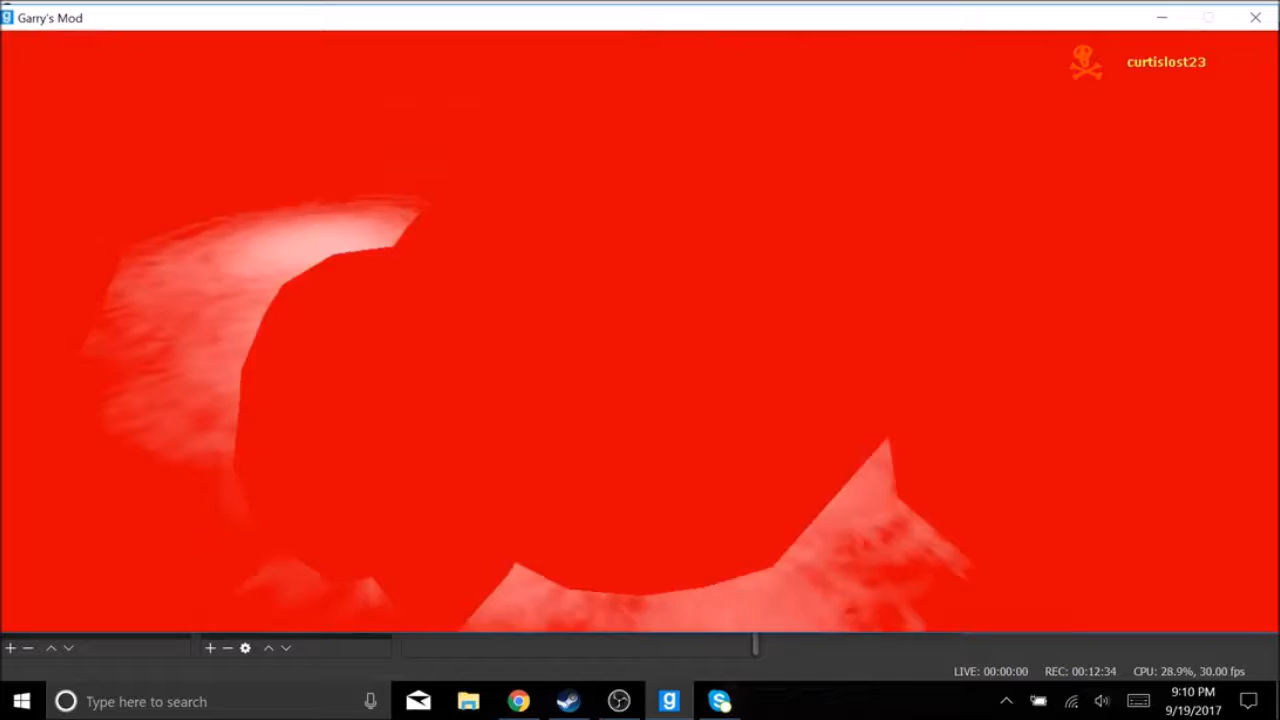 Garry's Mod
curtislost23
LIVE: 00:00:00 REC: 00:12:34 CPU: 28.9%, 30.00 fps
Type here to search
9:10 PM
9/19/2017